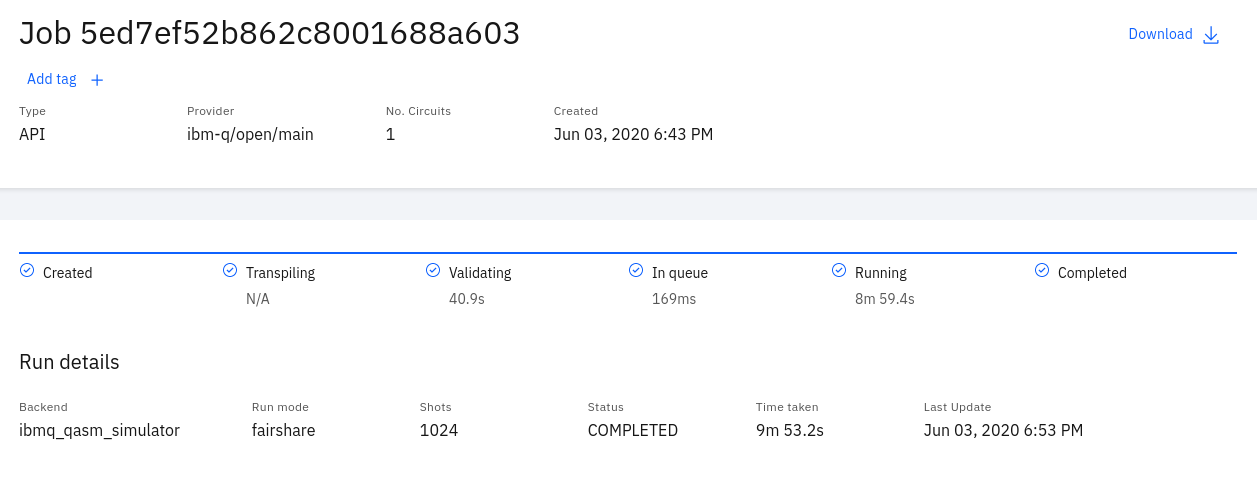 Job 5ed7ef52b862c8001688a603
Download
Add tag +
Type Provider No. Circuits Created
API ibm-q/open/main 1 Jun 03, 2020 6:43 PM
Created Transpiling Validating In queue Running Completed
N/A 40.9s 169ms 8m 59.4s
Run details
Backend Run mode Shots Status Time taken Last Update
ibmq_qasm_simulator fairshare 1024 COMPLETED 9m 53.2s Jun 03, 2020 6:53 PM